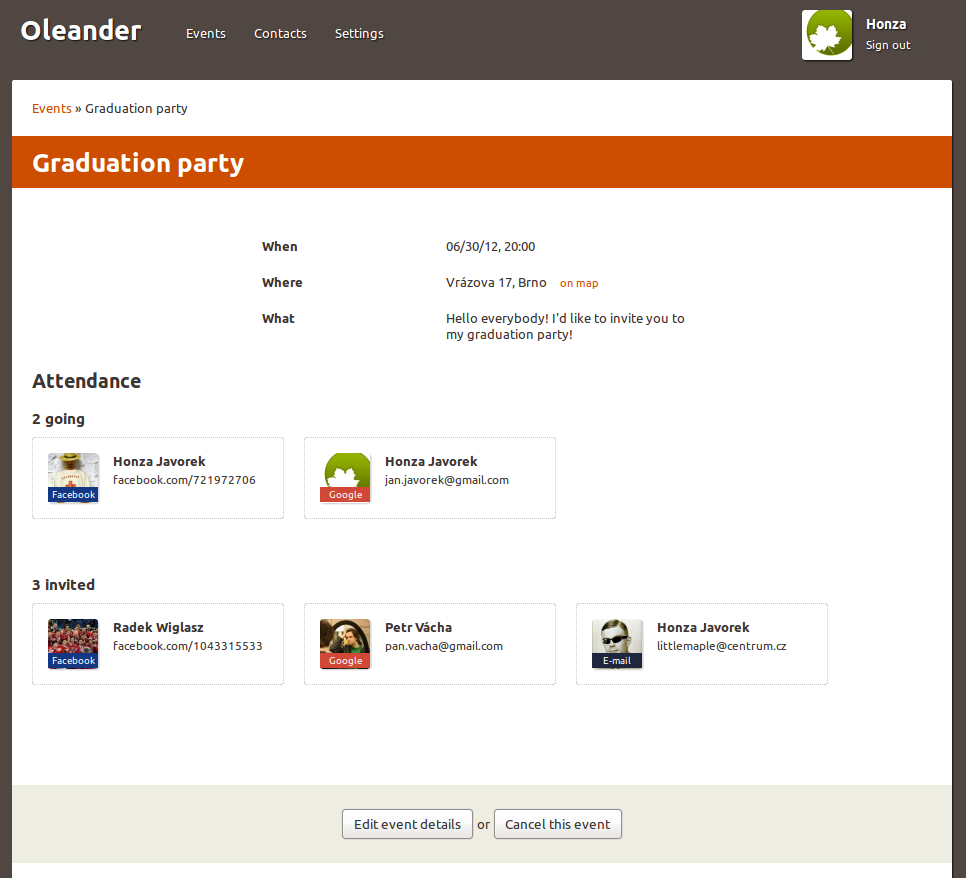 Oleander
Events
Contacts
Settings
Honza
Sign out
Events » Graduation party
Graduation party
When 06/30/12, 20:00
Where Vrázova 17, Brno on map
What Hello everybody! I'd like to invite you to
my graduation party!
Attendance
2 going
Honza Javorek
facebook.com/721972706
Facebook
Honza Javorek
jan.javorek@gmail.com
Google
3 invited
Radek Wiglasz
facebook.com/1043315533
Facebook
Petr Vácha
pan.vacha@gmail.com
Google
Honza Javorek
littlemaple@centrum.cz
E-mail
Edit event details or Cancel this event